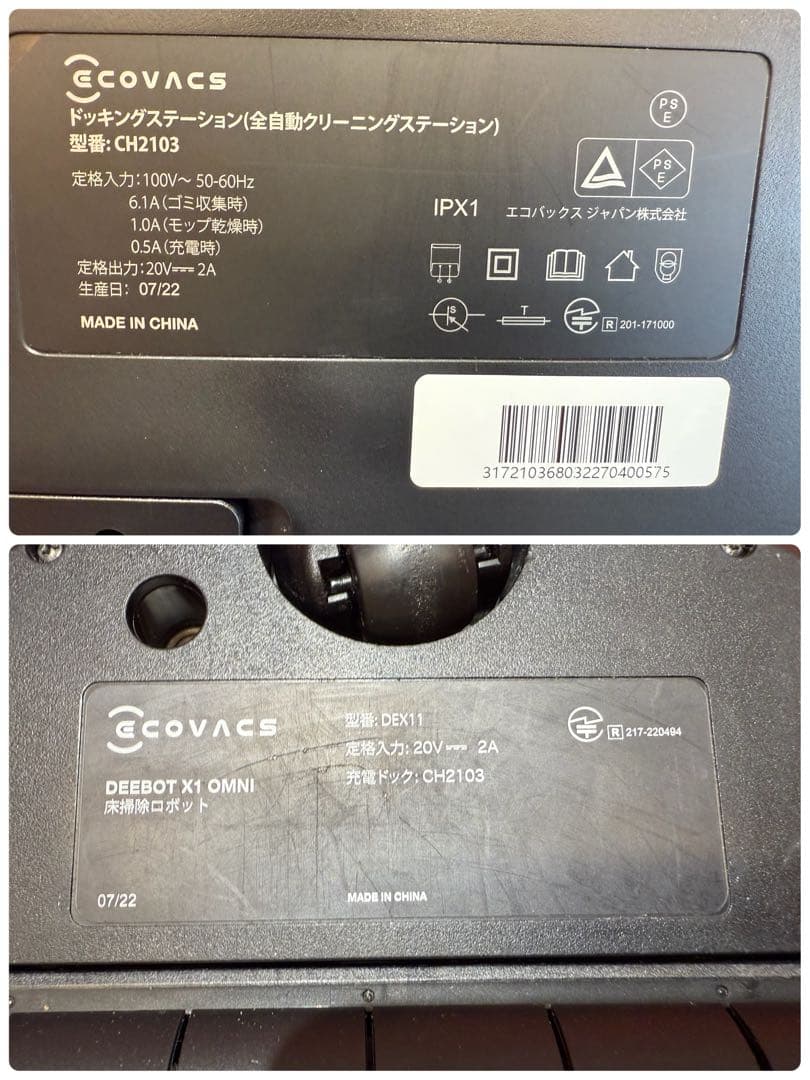 ECOVACS
ドッキングステーション(全自動クリーニングステーション)
型番: CH2103
定格入力: 100V～ 50-60Hz
6.1A (ゴミ収集時)
1.0A (モップ乾燥時)
0.5A (充電時)
定格出力: 20V⎓ 2A
生産日: 07/22
MADE IN CHINA
PSE
PSE
IPX1 エコバックス ジャパン株式会社
S
T
R 201-171000
317210368032270400575
ECOVACS
DEEBOT X1 OMNI
床掃除ロボット
07/22
型番: DEX11
定格入力: 20V⎓ 2A
充電ドック: CH2103
MADE IN CHINA
R 217-220494